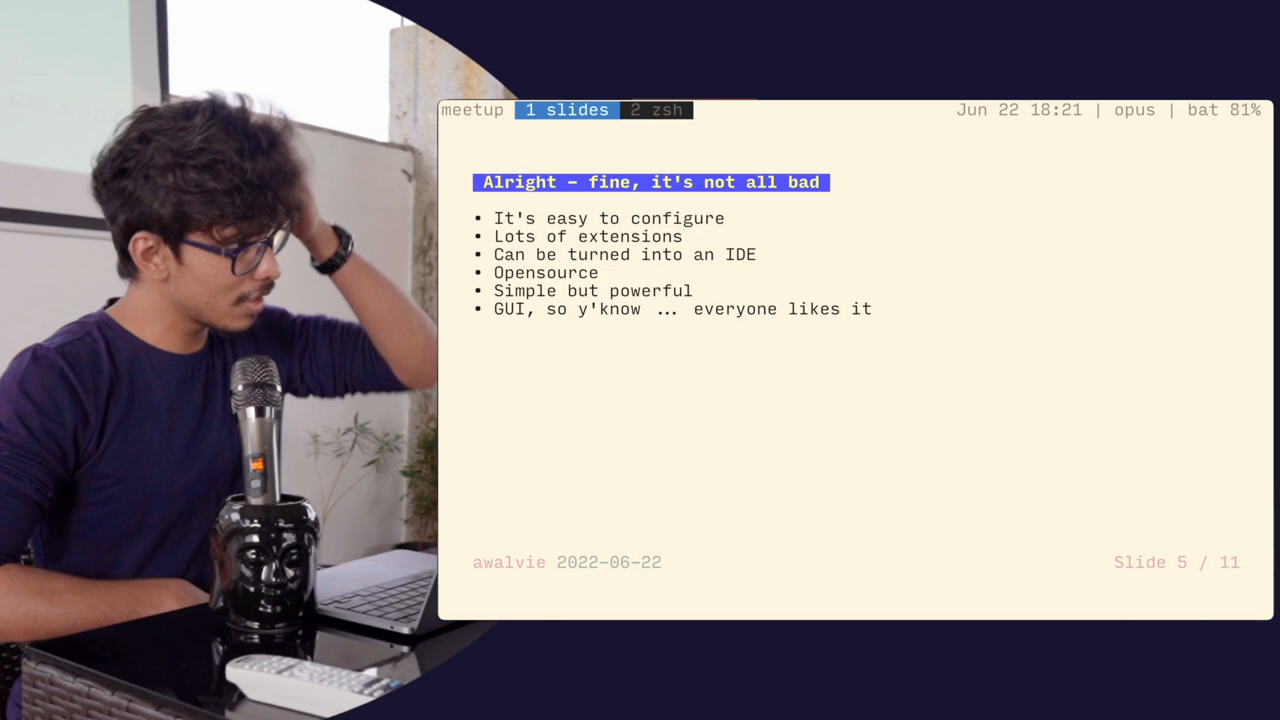 meetup 1 slides 2 zsh Jun 22 18:21 | opus | bat 81%
Alright – fine, it's not all bad
• It's easy to configure
• Lots of extensions
• Can be turned into an IDE
• Opensource
• Simple but powerful
• GUI, so y'know ... everyone likes it
awalvie 2022-06-22 Slide 5 / 11